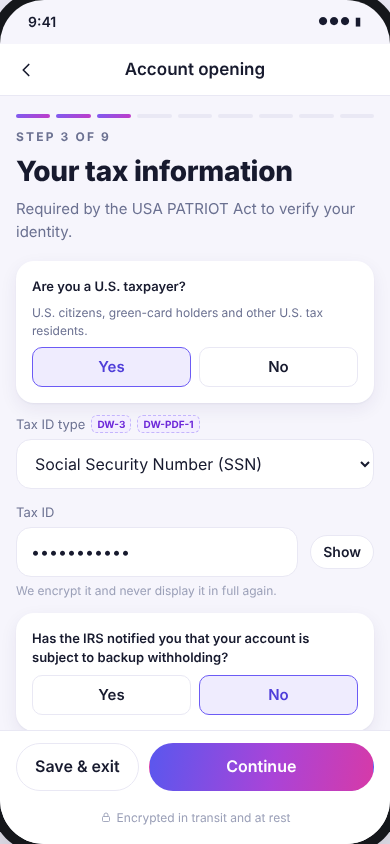 9:41
Account opening
STEP 3 OF 9
Your tax information
Required by the USA PATRIOT Act to verify your
identity.
Are you a U.S. taxpayer?
U.S. citizens, green-card holders and other U.S. tax
residents.
Yes No
Tax ID type DW-3 DW-PDF-1
Social Security Number (SSN)
Tax ID
••••••••••• Show
We encrypt it and never display it in full again.
Has the IRS notified you that your account is
subject to backup withholding?
Yes No
Save & exit Continue
Encrypted in transit and at rest